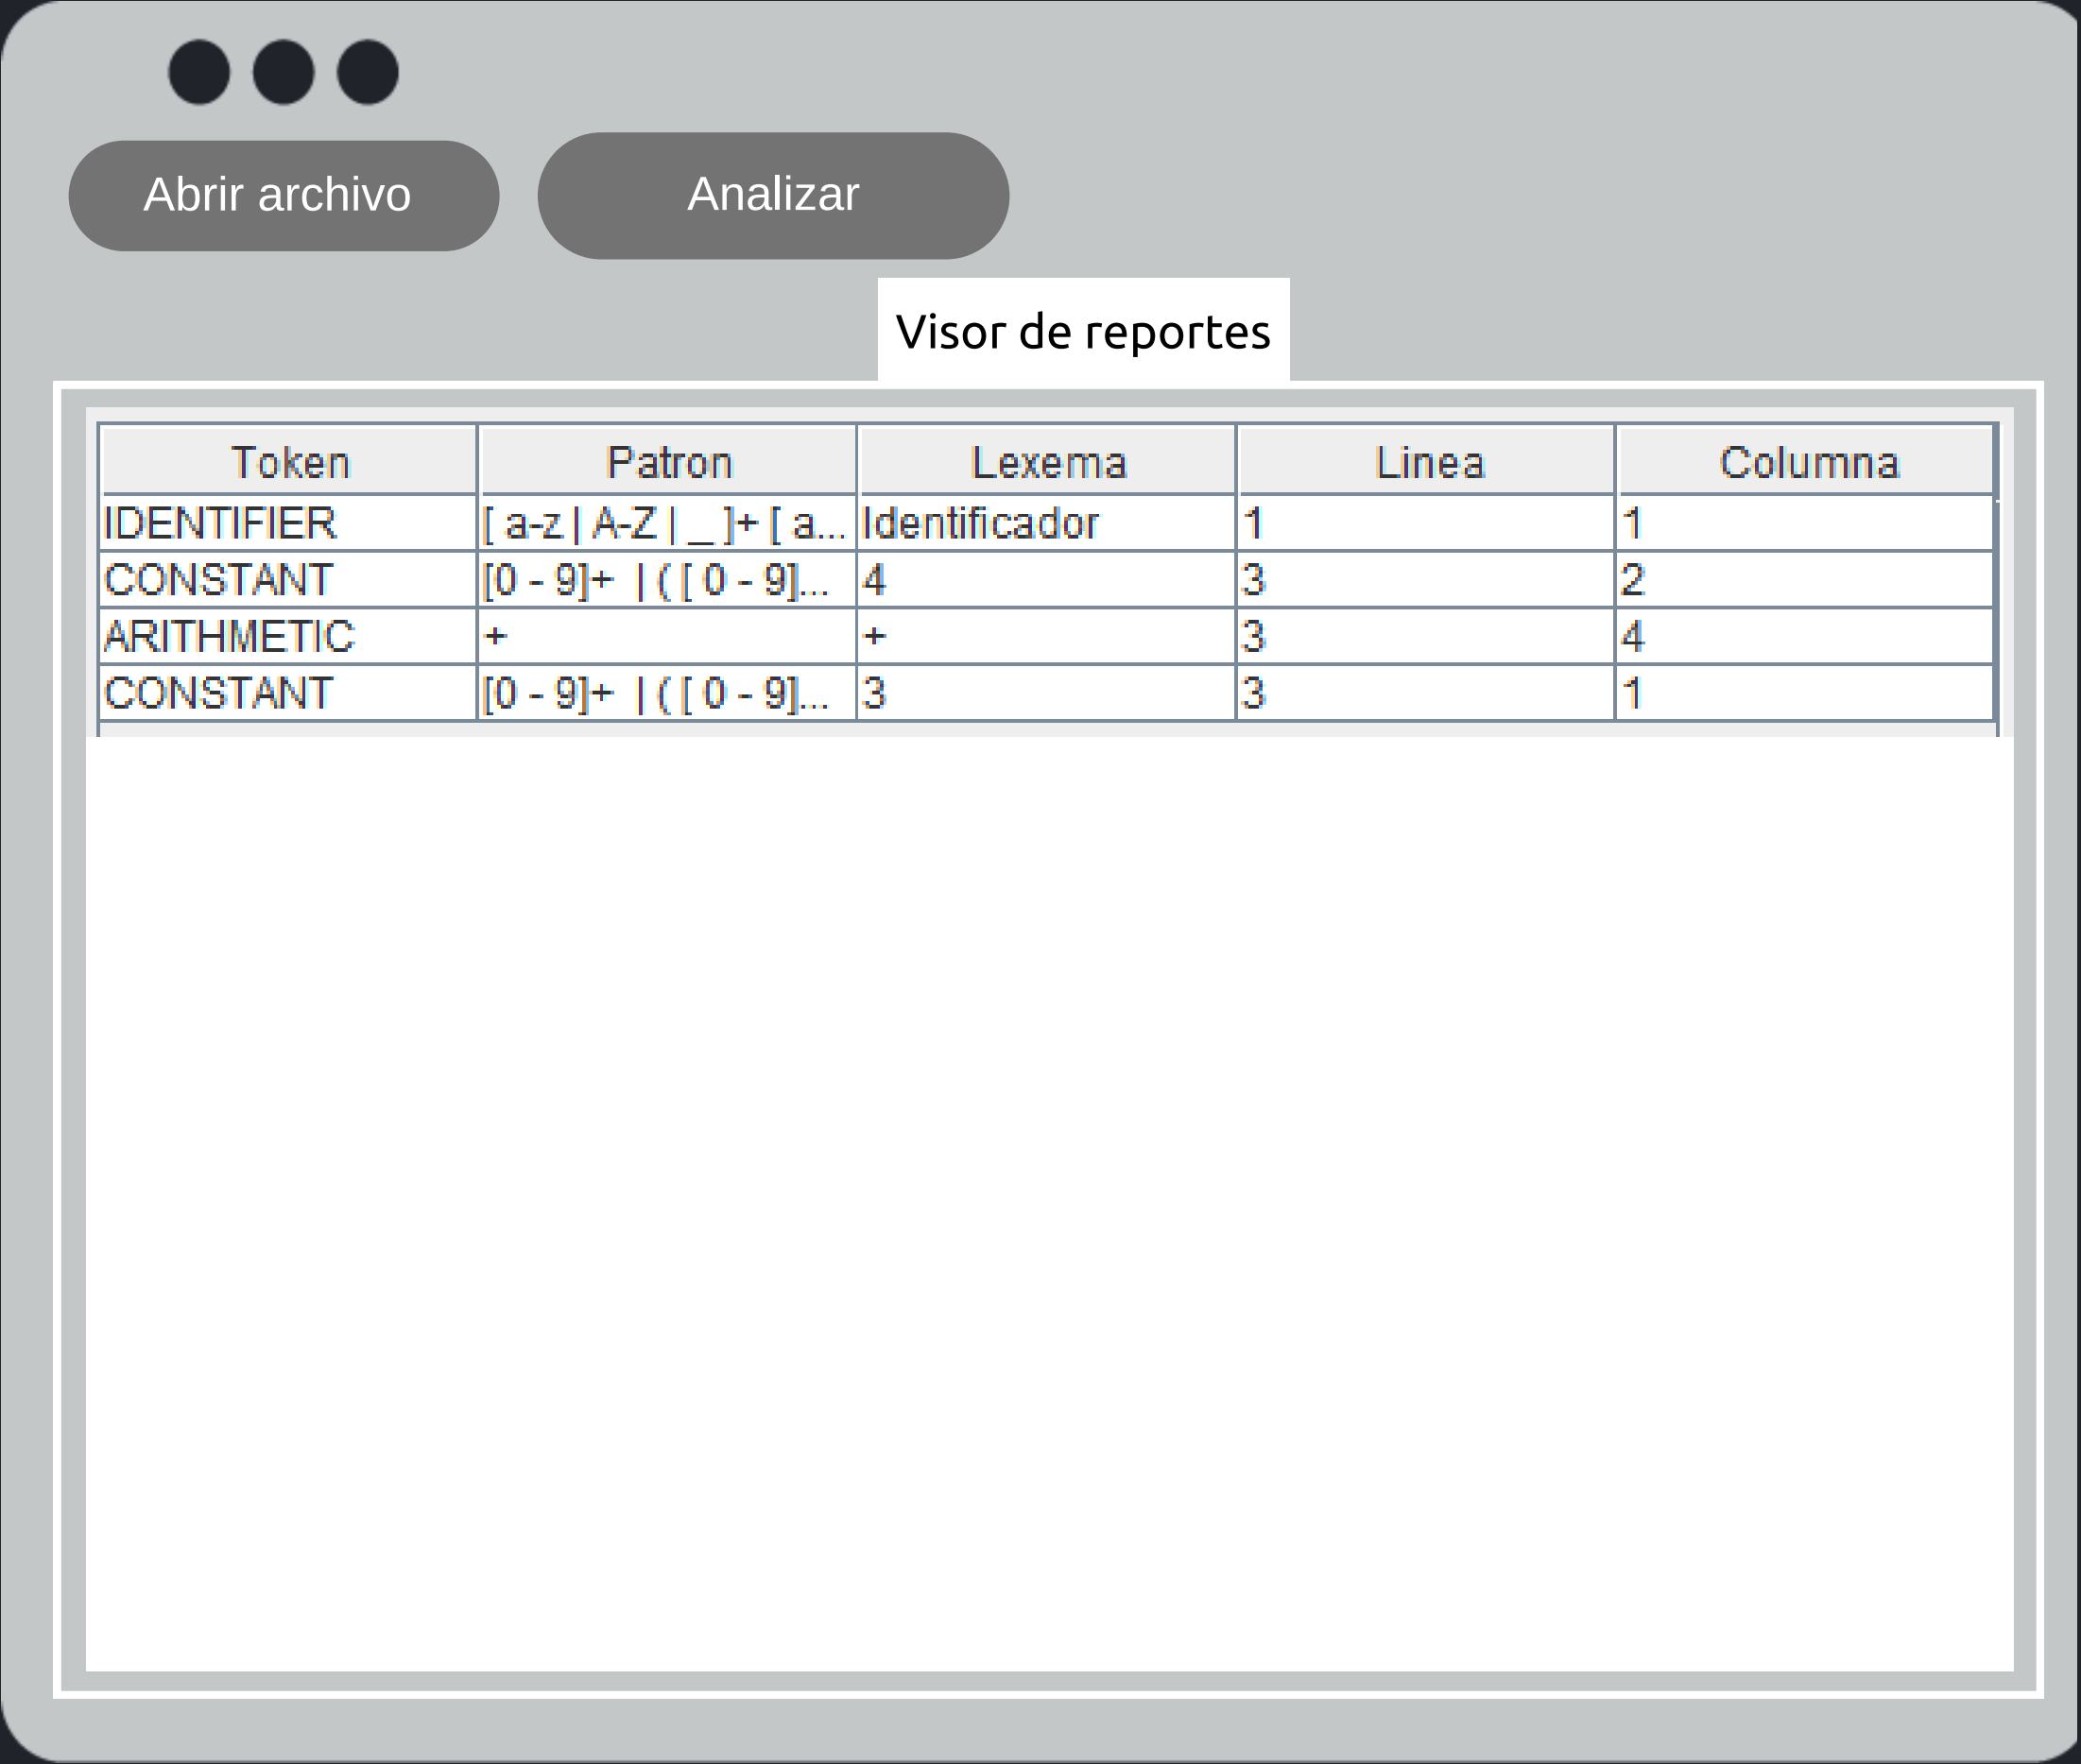 Abrir archivo Analizar
Visor de reportes
Token Patron Lexema Linea Columna
IDENTIFIER [ a-z | A-Z | _ ]+ [ a... Identificador 1 1
CONSTANT [0 - 9]+ | ( [ 0 - 9]... 4 3 2
ARITHMETIC + + 3 4
CONSTANT [0 - 9]+ | ( [ 0 - 9]... 3 3 1